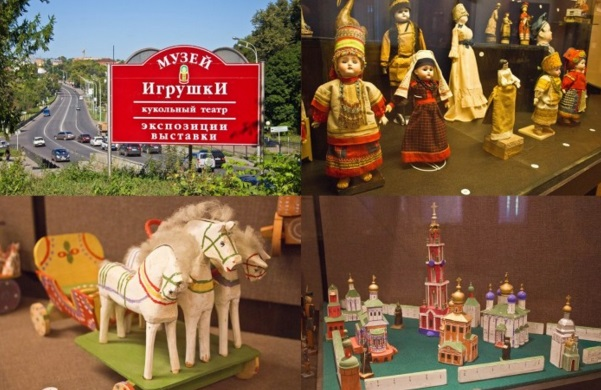 МУЗЕЙ
ИгрушкИ
кукольный театр
ЭКСПОЗИЦИИ
ВЫСТАВКИ